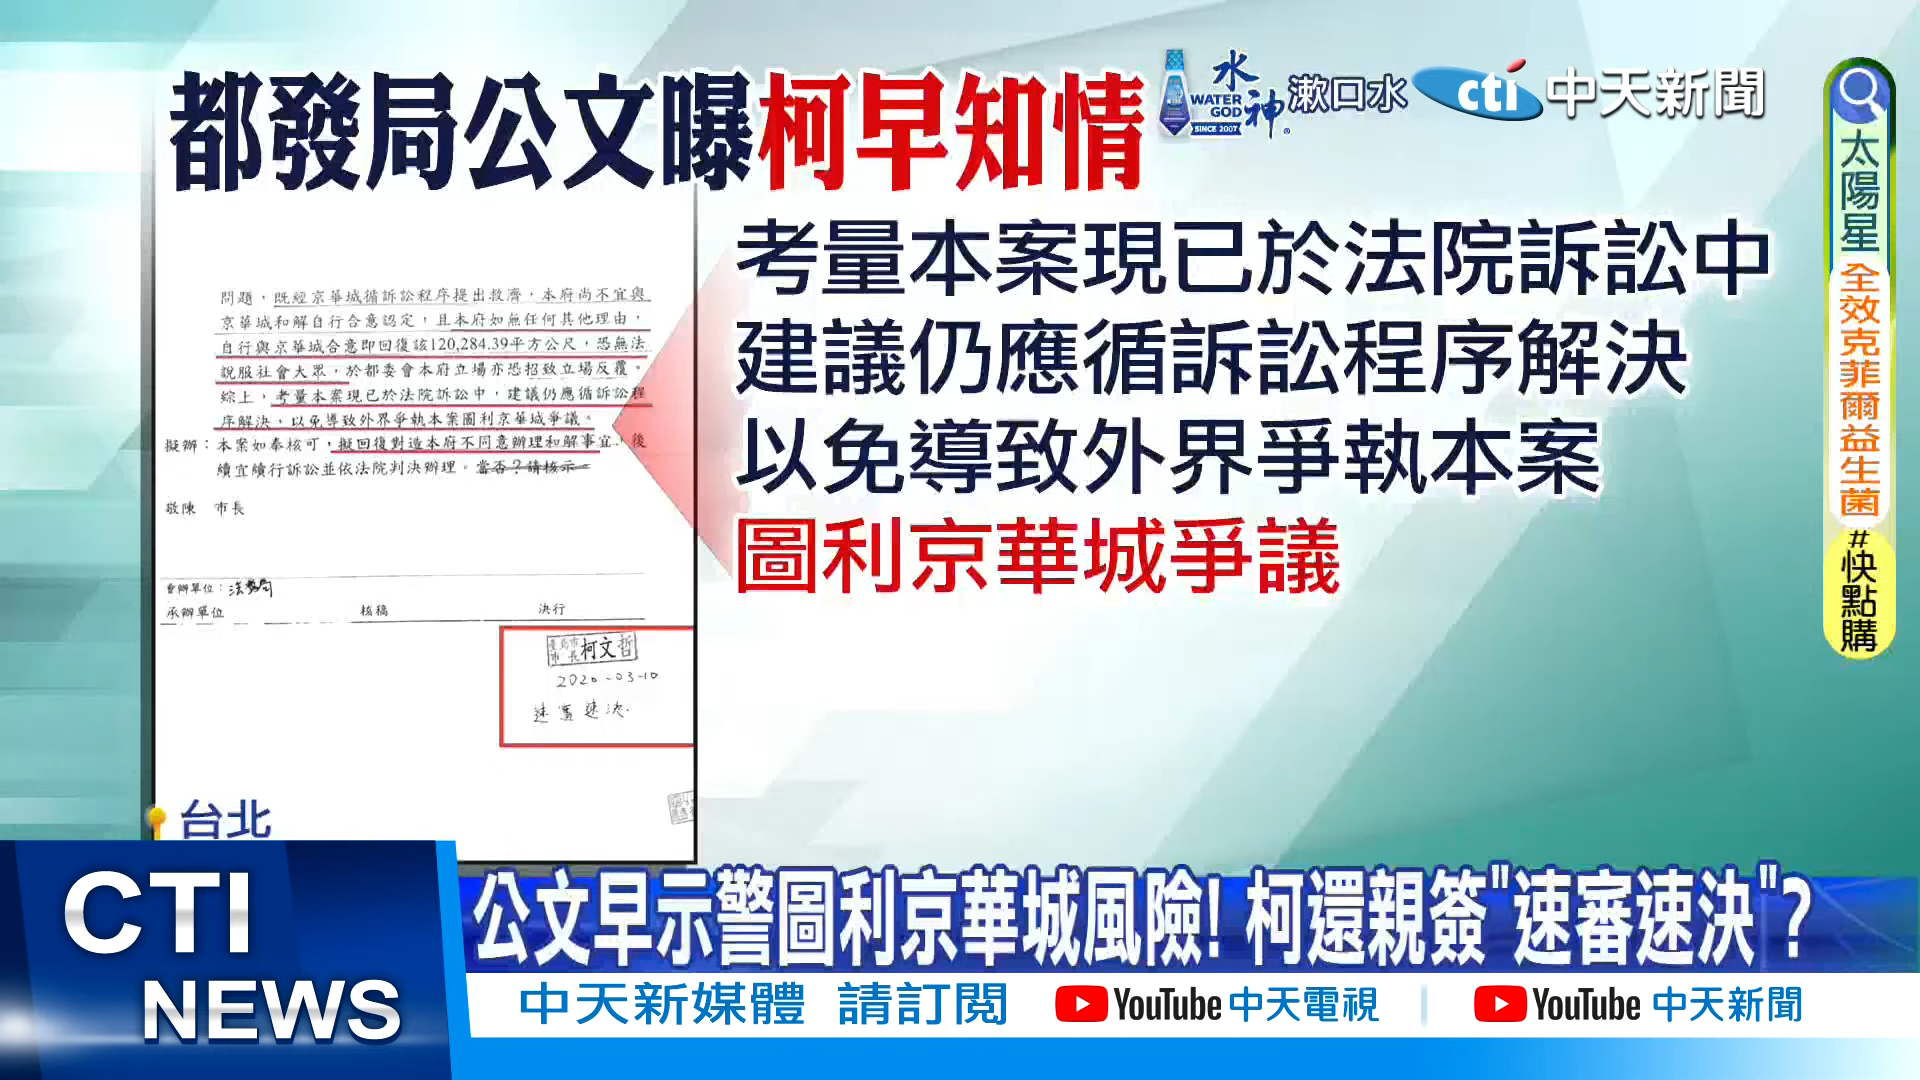 都發局公文曝柯早知情
水神
WATER GOD
SINCE 2007
漱口水
cti 中天新聞
太陽星 全效克菲爾益生菌 #快點購
考量本案現已於法院訴訟中
建議仍應循訴訟程序解決
以免導致外界爭執本案
圖利京華城爭議
問題，既經京華城循訴訟程序提出救濟，本府尚不宜與
京華城和解自行合意認定，且本府如無任何其他理由，
自行與京華城合意即回復該120,284.39平方公尺，恐無法
說服社會大眾，於都委會本府立場亦恐招致立場反覆。
綜上，考量本案現已於法院訴訟中，建議仍應循訴訟程
序解決，以免導致外界爭執本案圖利京華城爭議。
擬辦：本案如奉核可，擬回復對造本府不同意辦理和解事宜，後
續宜續行訴訟並依法院判決辦理。當否？請核示
敬陳 市長
會辦單位：法務局
承辦單位 核稿 決行
臺北市市長 柯文哲
2020-03-10
速審速決.
台北
CTI NEWS
公文早示警圖利京華城風險! 柯還親簽"速審速決"?
中天新媒體 請訂閱 YouTube 中天電視 | YouTube 中天新聞